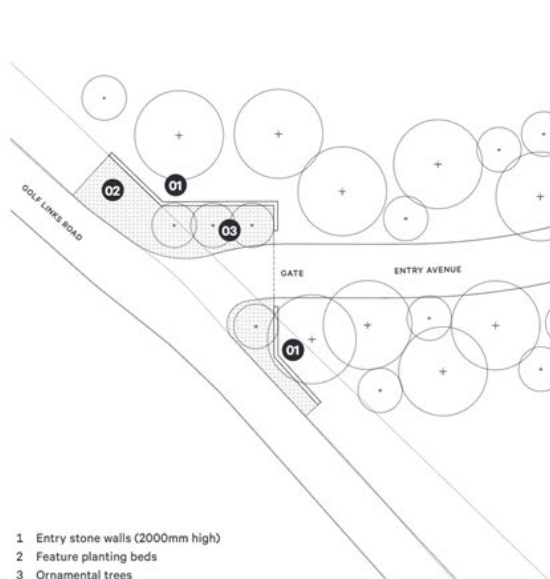 01
02
03
GOLF LINKS ROAD
GATE
ENTRY AVENUE
01
1 Entry stone walls (2000mm high)
2 Feature planting beds
3 Ornamental trees